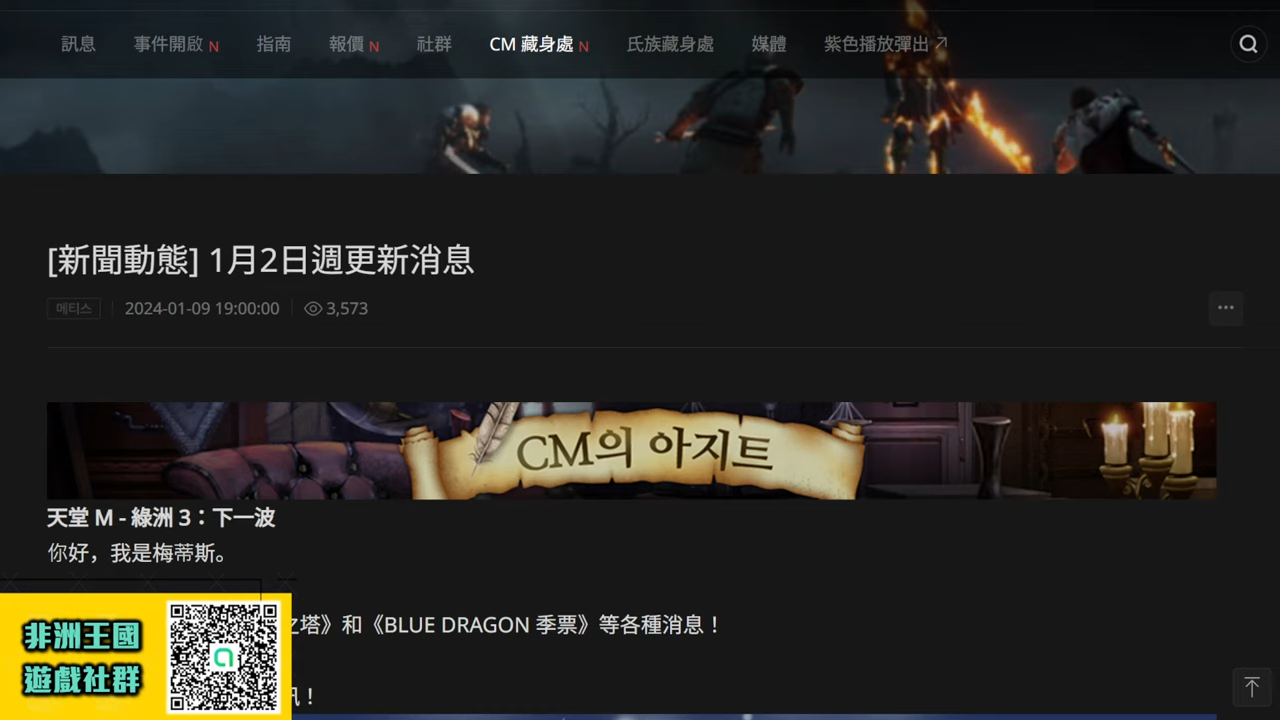 訊息 事件開啟 N 指南 報價 N 社群 CM 藏身處 N 氏族藏身處 媒體 紫色播放彈出
[新聞動態] 1月2日週更新消息
메티스 2024-01-09 19:00:00 3,573
CM의 아지트
天堂 M - 綠洲 3：下一波
你好，我是梅蒂斯。
之塔》和《BLUE DRAGON 季票》等各種消息！
訊！
非洲王國
遊戲社群